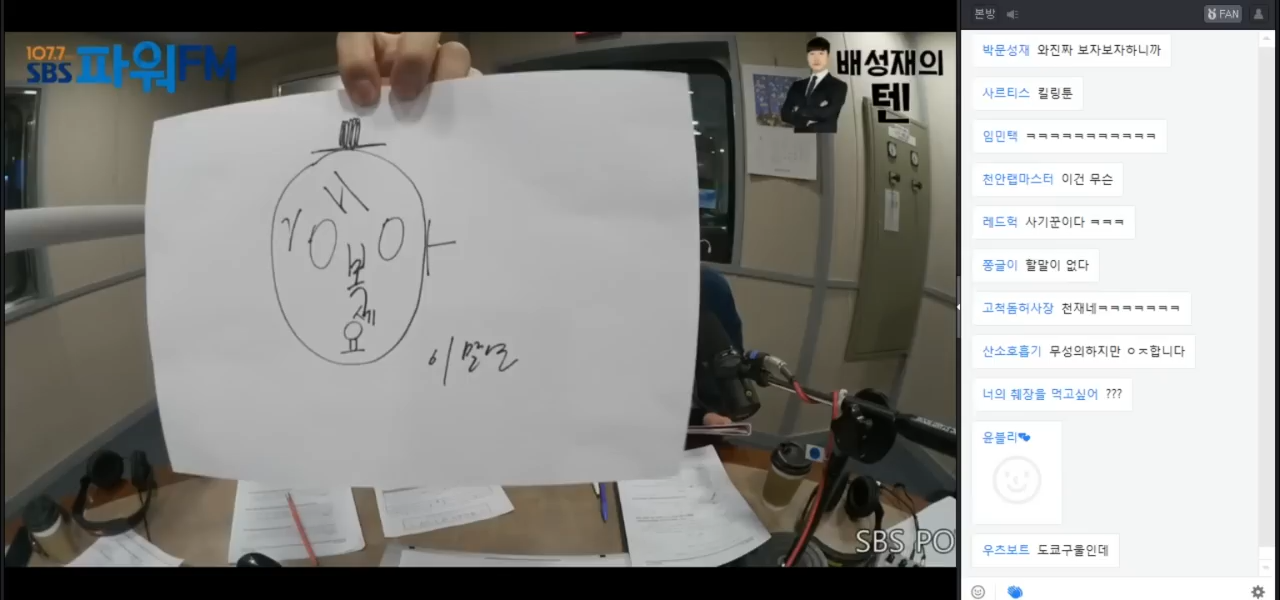 107.7
SBS 파워FM
배성재의
텐
보
세
요
이말년
SBS PO
본방
FAN
박문성재 와진짜 보자보자하니까
사르티스 킬링툰
임민택 ㅋㅋㅋㅋㅋㅋㅋㅋㅋㅋㅋ
천안랩마스터 이건 무슨
레드헉 사기꾼이다 ㅋㅋㅋ
쫑글이 할말이 없다
고척돔허사장 천재네ㅋㅋㅋㅋㅋㅋㅋ
산소호흡기 무성의하지만 ㅇㅈ합니다
너의 췌장을 먹고싶어 ???
윤블리
우츠보트 도쿄구울인데